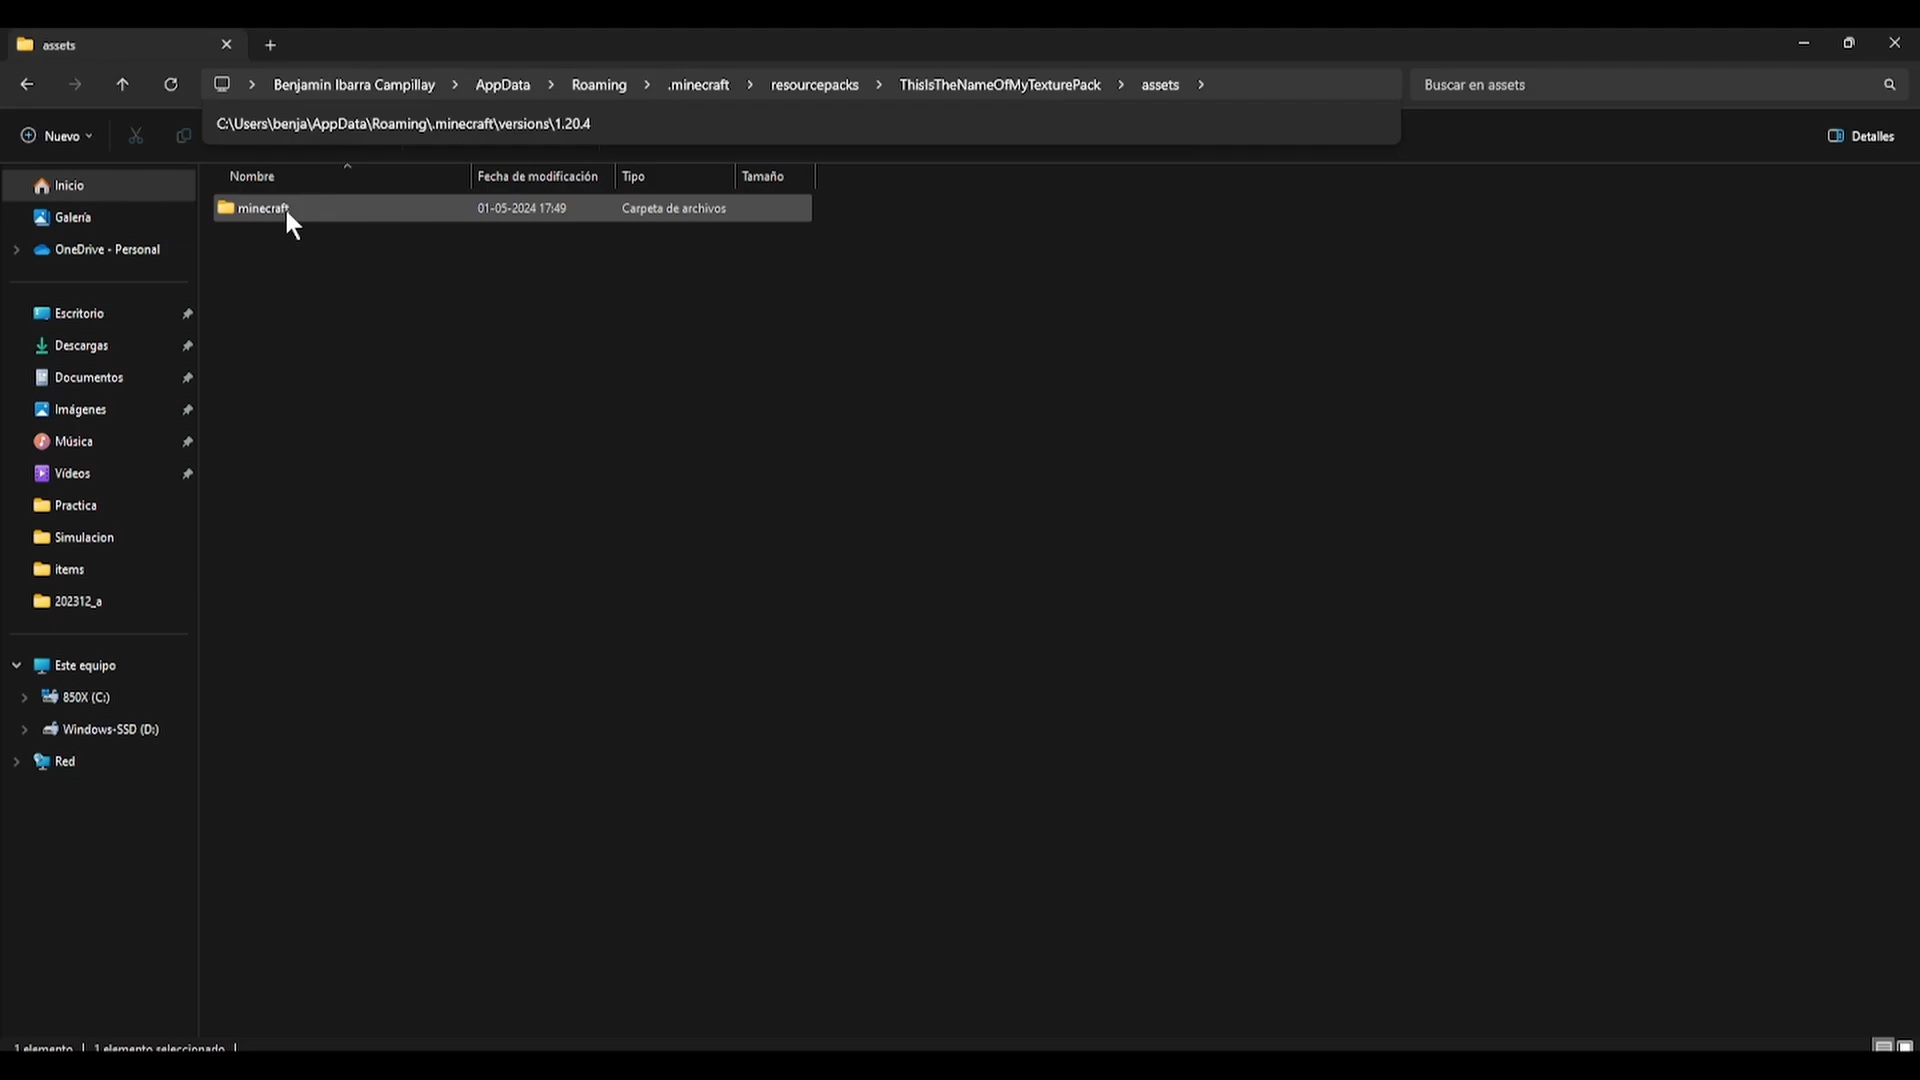 assets
Benjamin Ibarra Campillay > AppData > Roaming > .minecraft > resourcepacks > ThisIsTheNameOfMyTexturePack > assets >
Buscar en assets
C:\Users\benja\AppData\Roaming\.minecraft\versions\1.20.4
Nuevo
Detalles
Nombre Fecha de modificación Tipo Tamaño
minecraft 01-05-2024 17:49 Carpeta de archivos
Inicio
Galería
OneDrive - Personal
Escritorio
Descargas
Documentos
Imágenes
Música
Vídeos
Practica
Simulacion
items
202312_a
Este equipo
850X (C:)
Windows-SSD (D:)
Red
1 elemento | 1 elemento seleccionado |